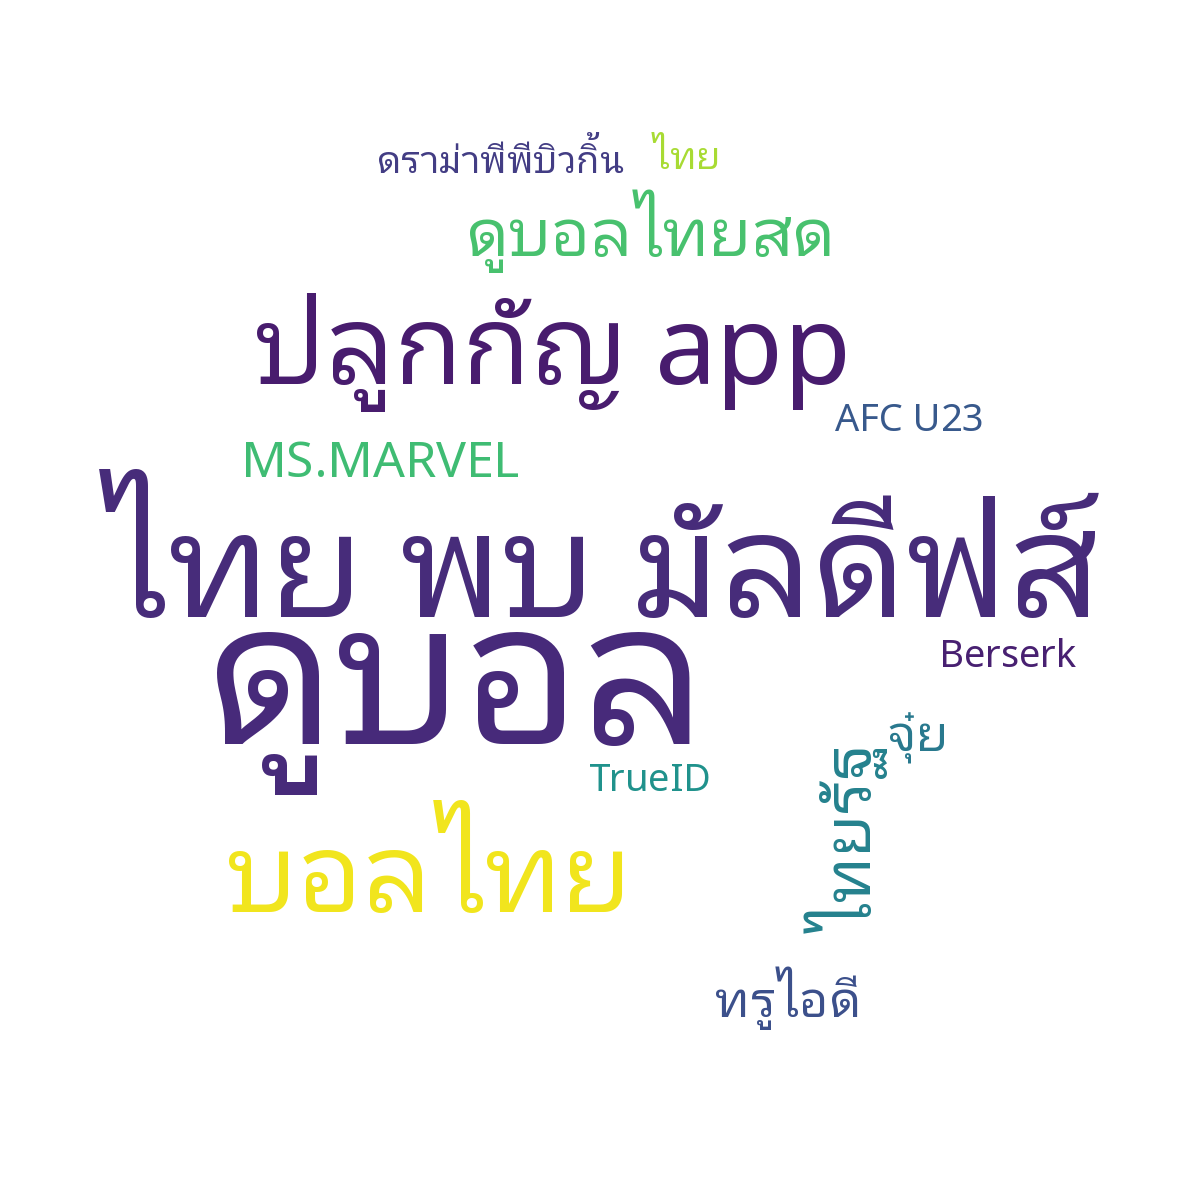 ดราม่าพีพีบิวกิ้น
ไทย
ดูบอลไทยสด
ปลูกกัญ app
AFC U23
MS.MARVEL
ไทย พบ มัลดีฟส์
ดูบอล
Berserk
จุ๋ย
TrueID
ไทยรัฐ
บอลไทย
ทรูไอดี